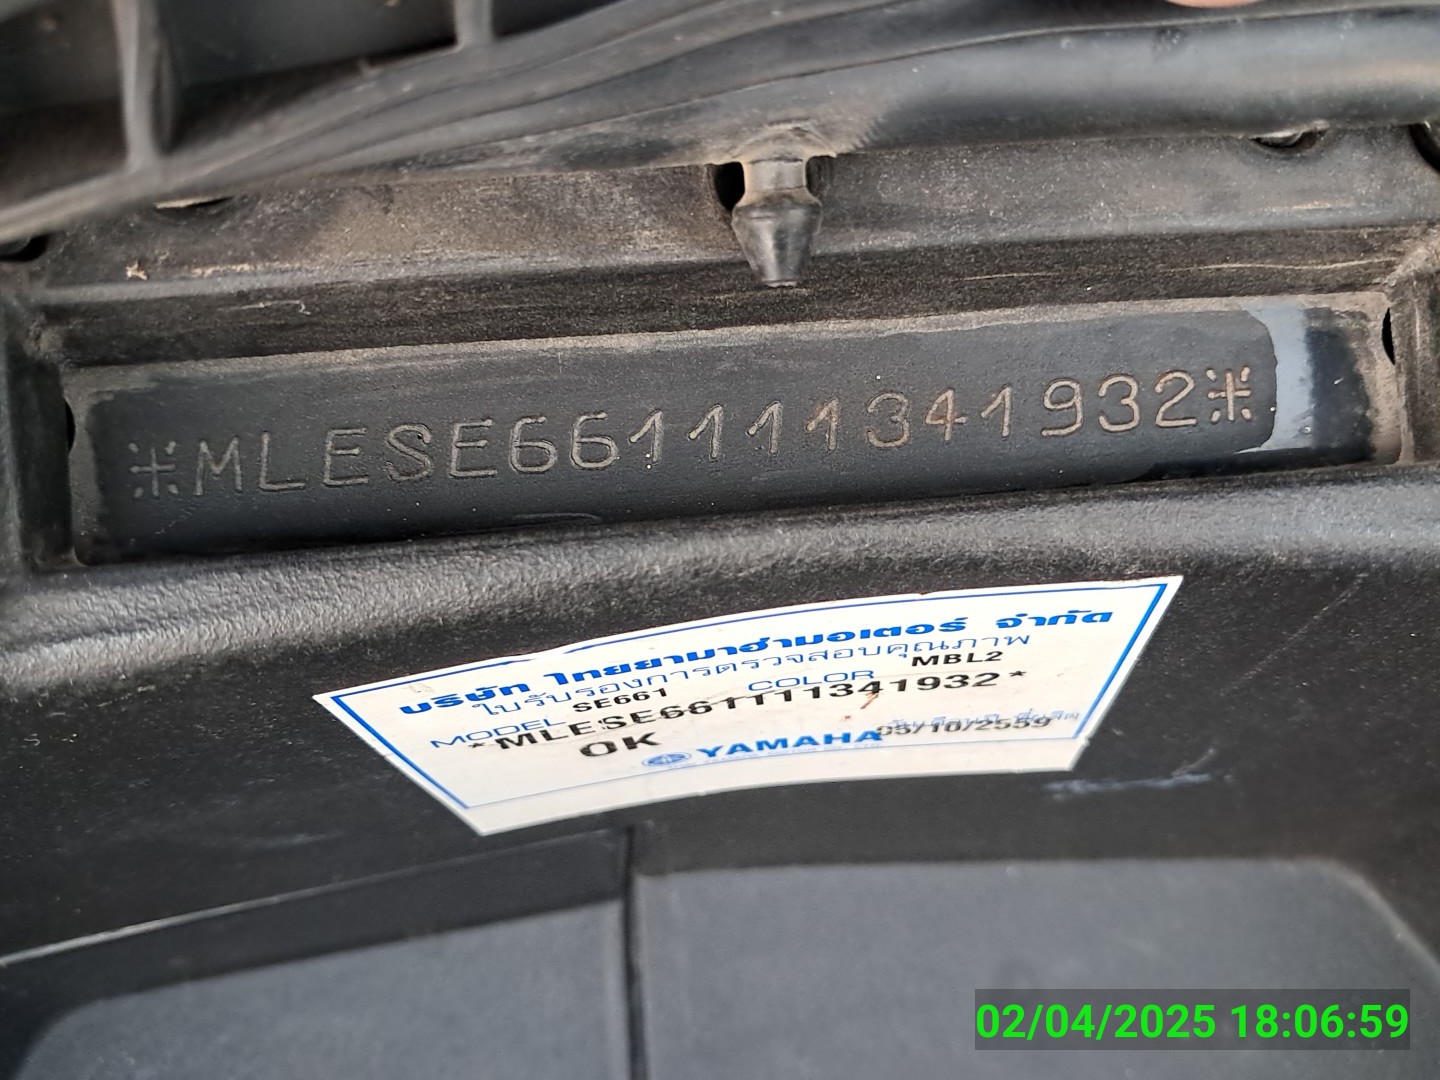 ※MLESE661111341932※
บริษัท ไทยยามาฮ่ามอเตอร์ จำกัด
ใบรับรองการตรวจสอบคุณภาพ
MODEL SE661 COLOR MBL2
*MLESE661111341932*
OK YAMAHA 05/10/2559
02/04/2025 18:06:59